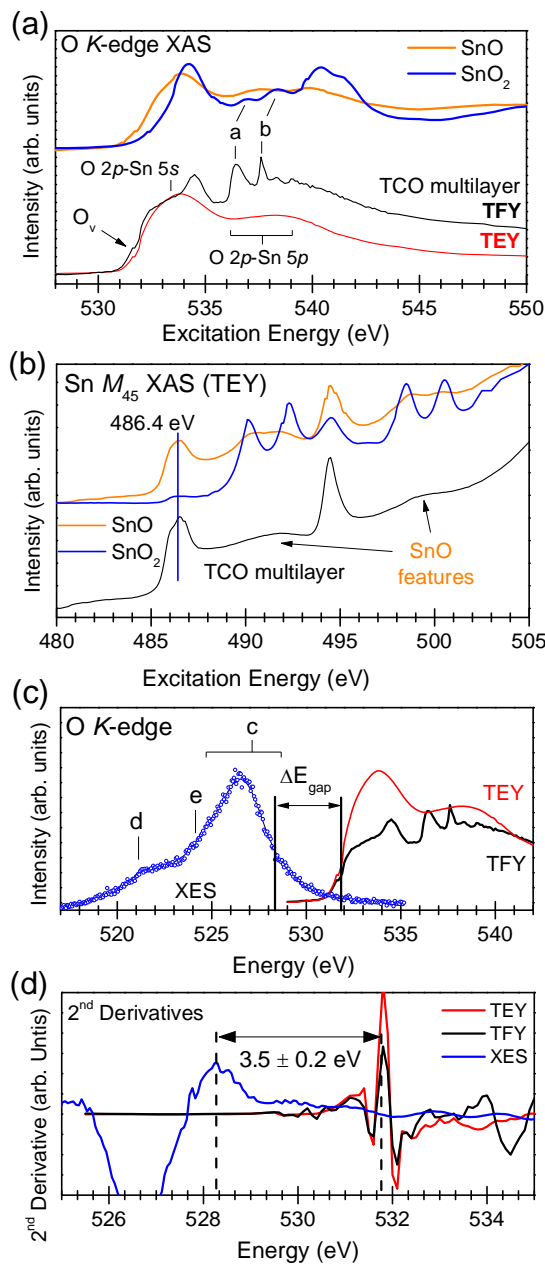 (a)
O K-edge XAS
SnO
SnO2
Intensity (arb. units)
a
b
O 2p-Sn 5s
TCO multilayer
TFY
Ov
TEY
O 2p-Sn 5p
530 535 540 545 550
Excitation Energy (eV)
(b)
Sn M45 XAS (TEY)
486.4 eV
Intensity (arb. units)
SnO
SnO2
TCO multilayer
SnO
features
480 485 490 495 500 505
Excitation Energy (eV)
(c)
O K-edge
c
ΔEgap
Intensity (arb. units)
e
d
TEY
TFY
XES
520 525 530 535 540
Energy (eV)
(d)
2nd Derivatives
TEY
TFY
XES
3.5 ± 0.2 eV
2nd Derivative (arb. Untis)
526 528 530 532 534
Energy (eV)